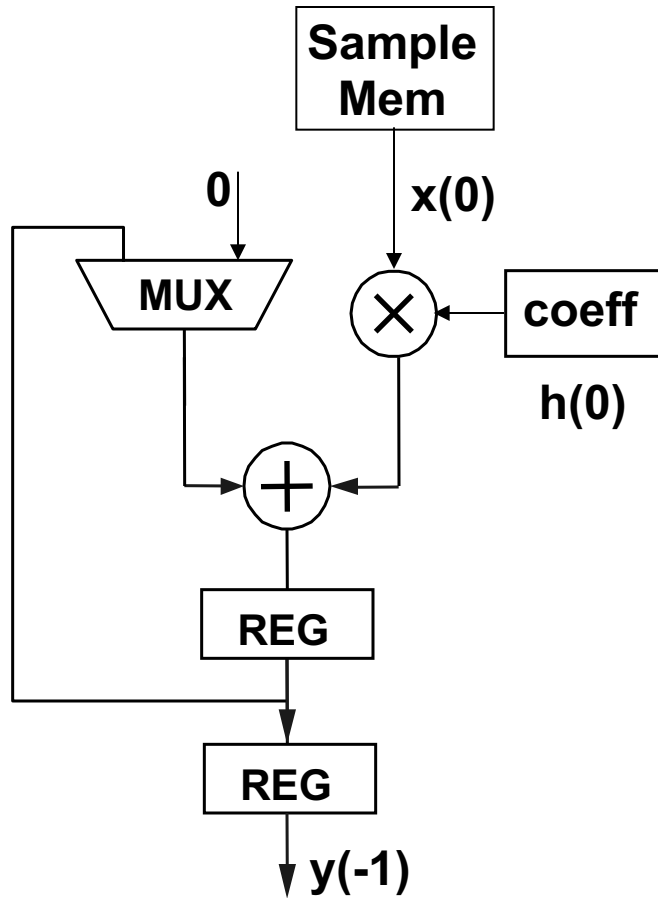 Sample
Mem
0
x(0)
MUX
coeff
h(0)
REG
REG
y(-1)